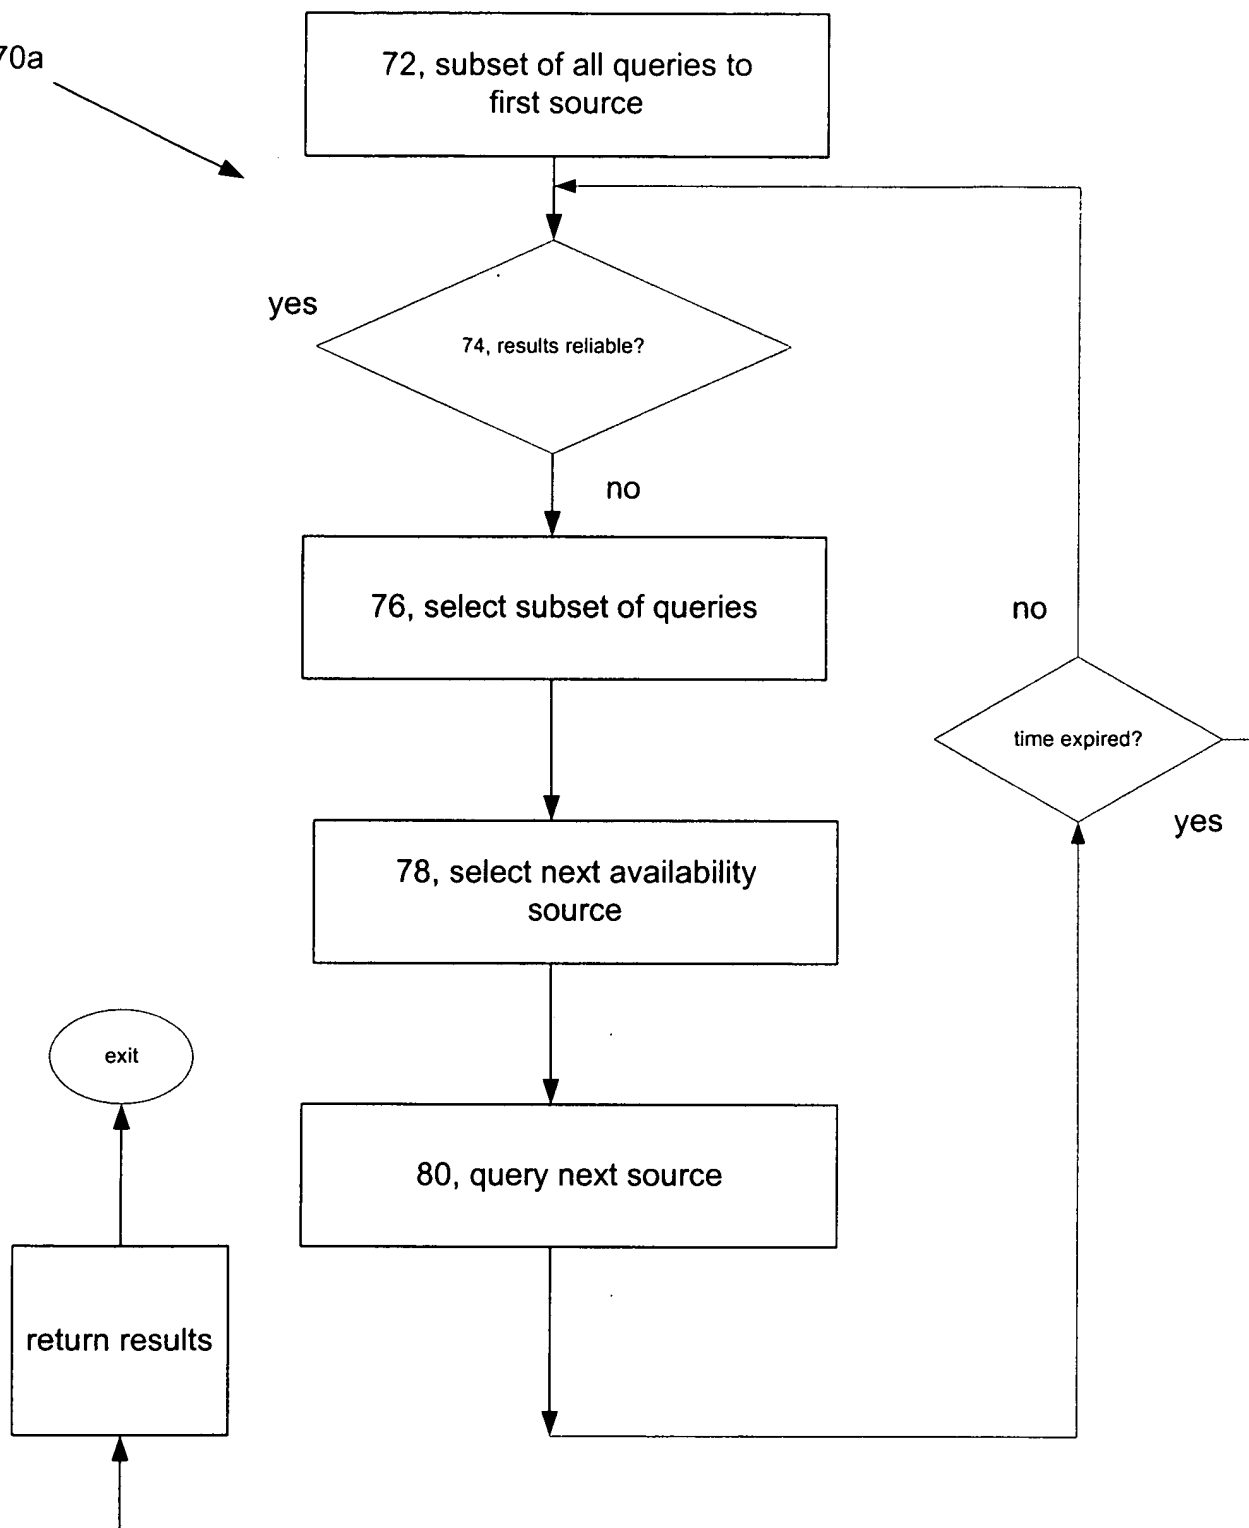 70a
72, subset of all queries to
first source
yes
74, results reliable?
no
76, select subset of queries
no
time expired?
yes
78, select next availability
source
exit
80, query next source
return results